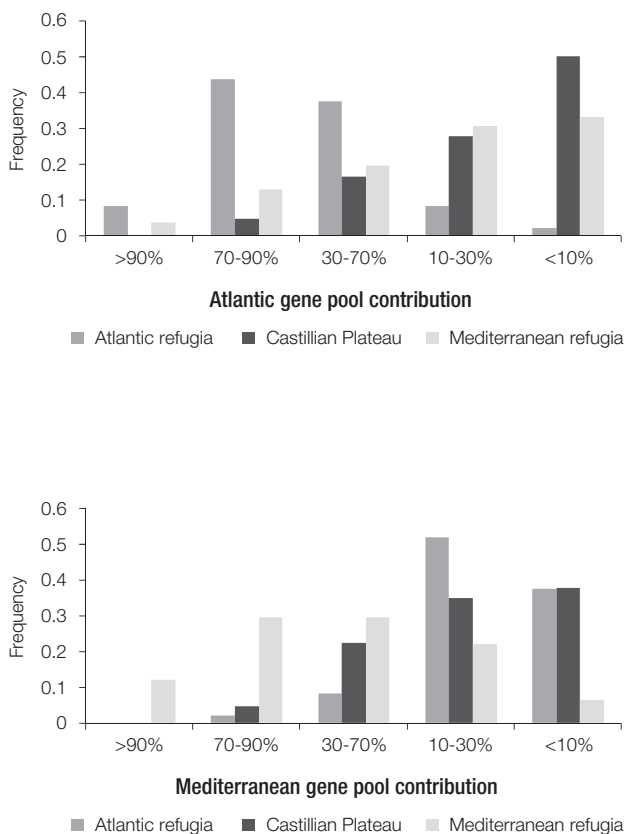 0.6
0.5
0.4
0.3
0.2
0.1
0
Frequency
>90% 70-90% 30-70% 10-30% <10%
Atlantic gene pool contribution
Atlantic refugia Castillian Plateau Mediterranean refugia
0.6
0.5
0.4
0.3
0.2
0.1
0
Frequency
>90% 70-90% 30-70% 10-30% <10%
Mediterranean gene pool contribution
Atlantic refugia Castillian Plateau Mediterranean refugia